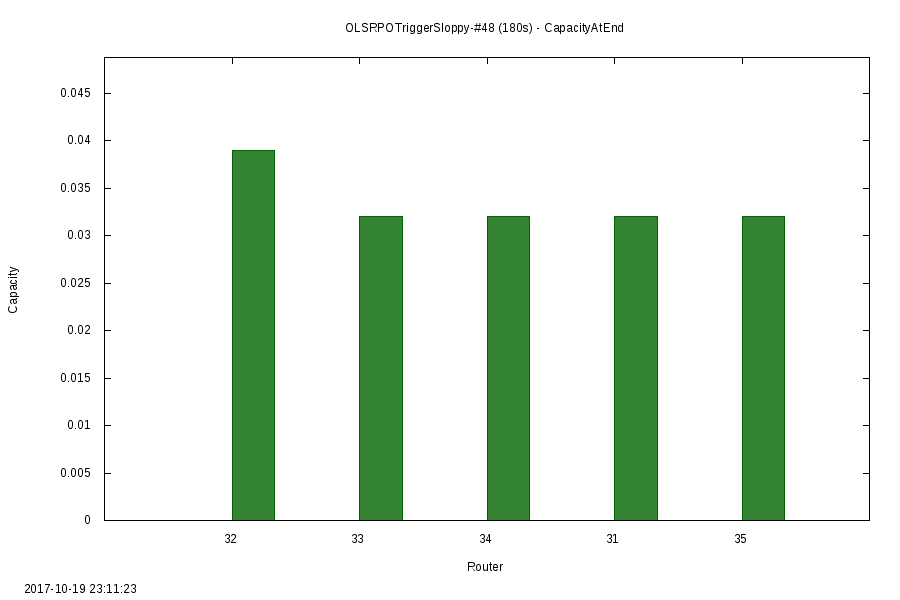 OLSRPOTriggerSloppy-#48 (180s) - CapacityAtEnd
0.045
0.04
0.035
0.03
0.025
0.02
0.015
0.01
0.005
0
Capacity
32 33 34 31 35
Router
2017-10-19 23:11:23